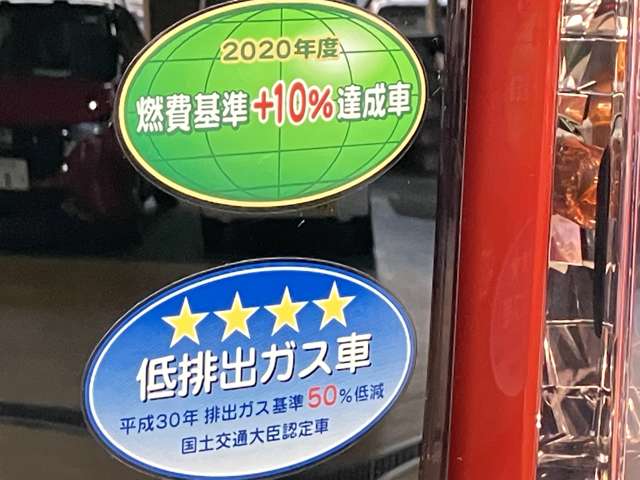 2020年度
燃費基準+10%達成車
低排出ガス車
平成30年 排出ガス基準50%低減
国土交通大臣認定車